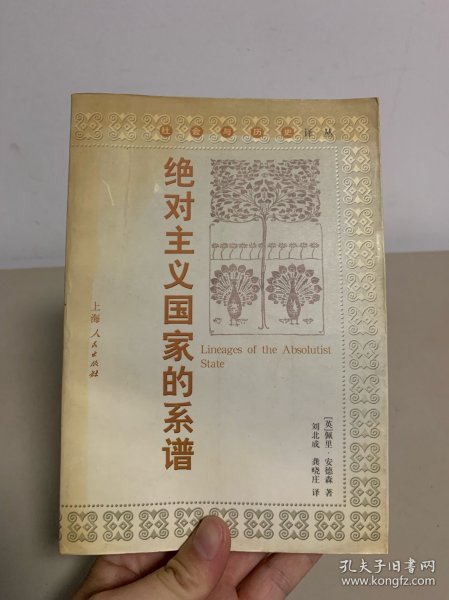 社会与历史译丛
绝对主义国家的系谱
Lineages of the Absolutist
State
上海人民出版社
[英]佩里·安德森 著
刘北成 龚晓庄 译
孔夫子旧书网
www.kongfz.com